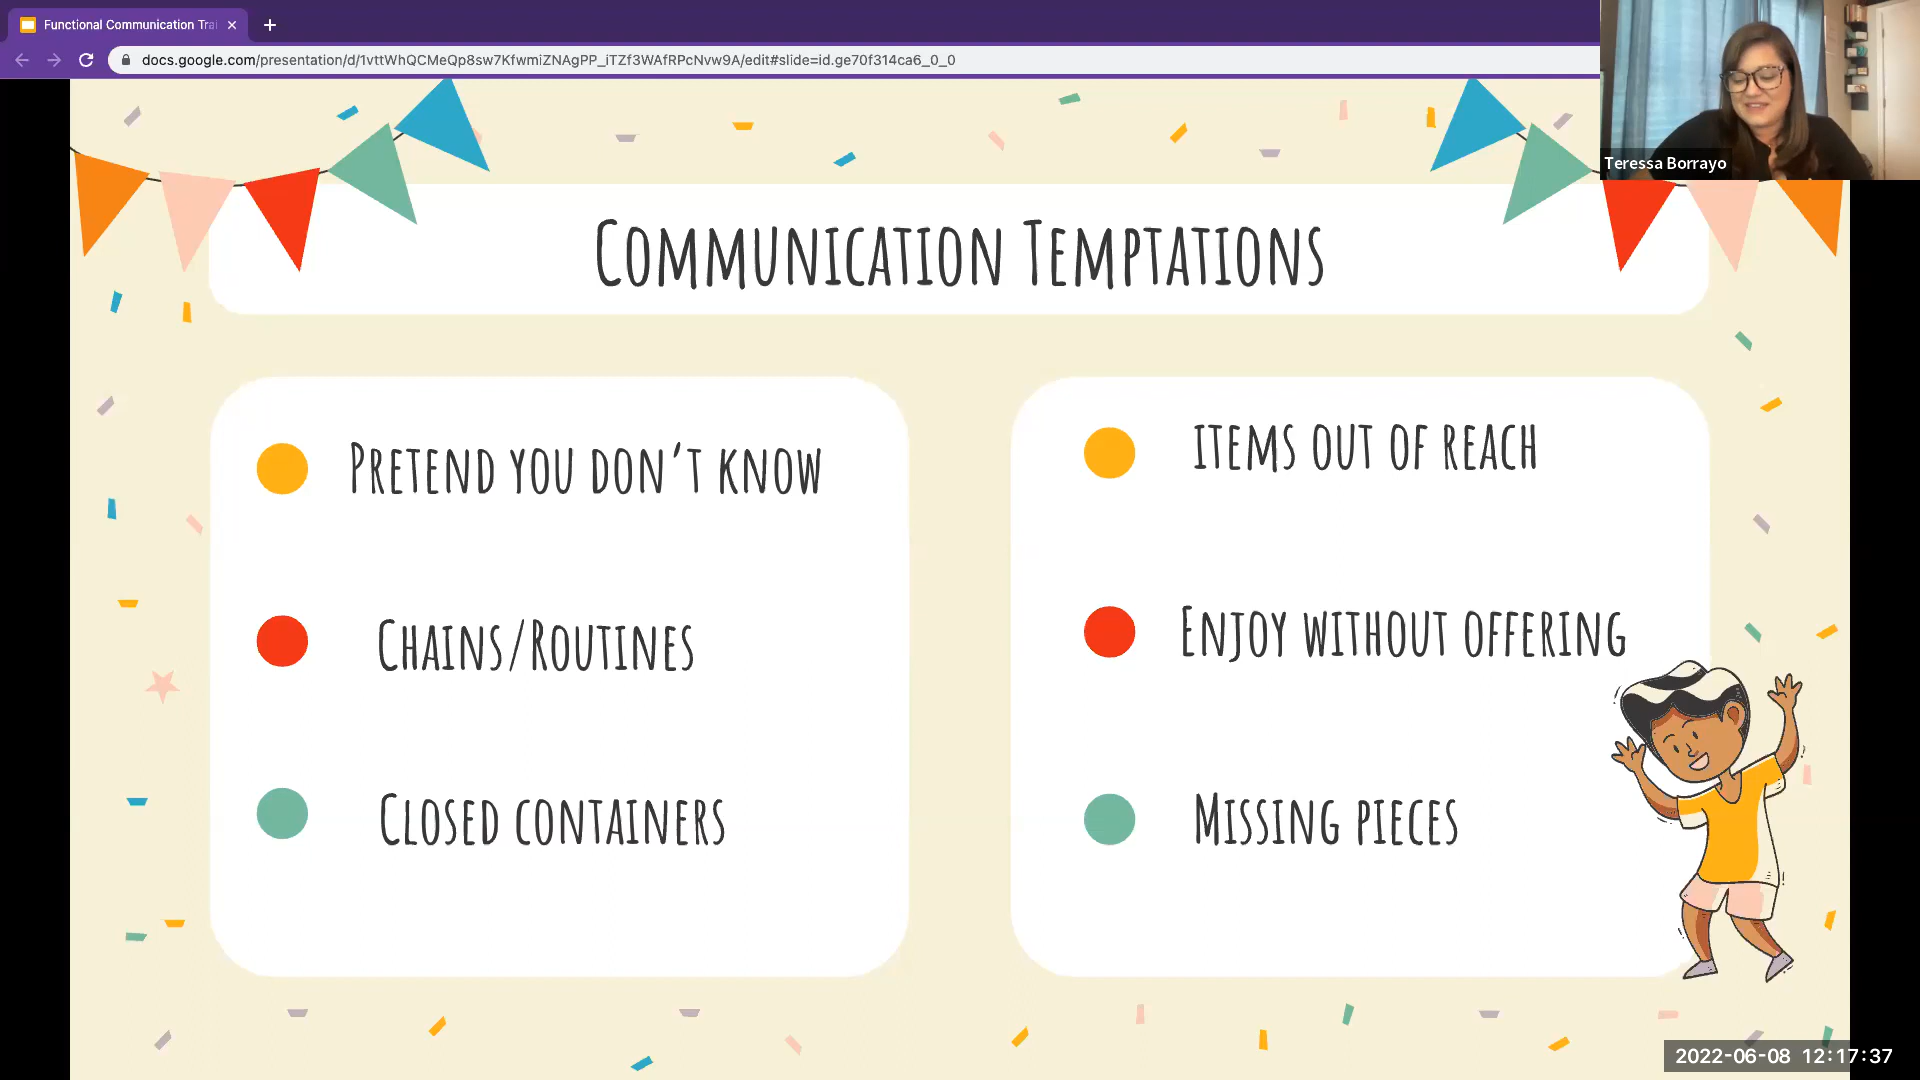 Functional Communication Trai
docs.google.com/presentation/d/1vttWhQCMeQp8sw7KfwmiZNAgPP_iTZf3WAfRPcNvw9A/edit#slide=id.ge70f314ca6_0_0
Teressa Borrayo
Communication Temptations
Pretend you don't know
Chains/Routines
Closed containers
items out of reach
Enjoy without offering
Missing pieces
2022-06-08 12:17:37